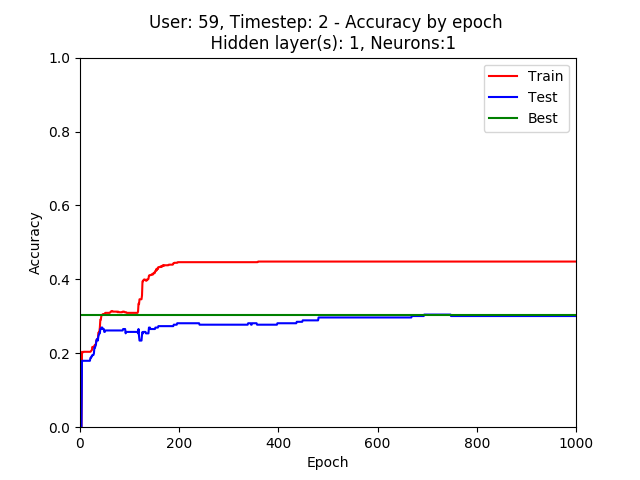 User: 59, Timestep: 2 - Accuracy by epoch
Hidden layer(s): 1, Neurons:1
1.0
0.8
0.6
0.4
0.2
0.0
Accuracy
Train
Test
Best
0 200 400 600 800 1000
Epoch